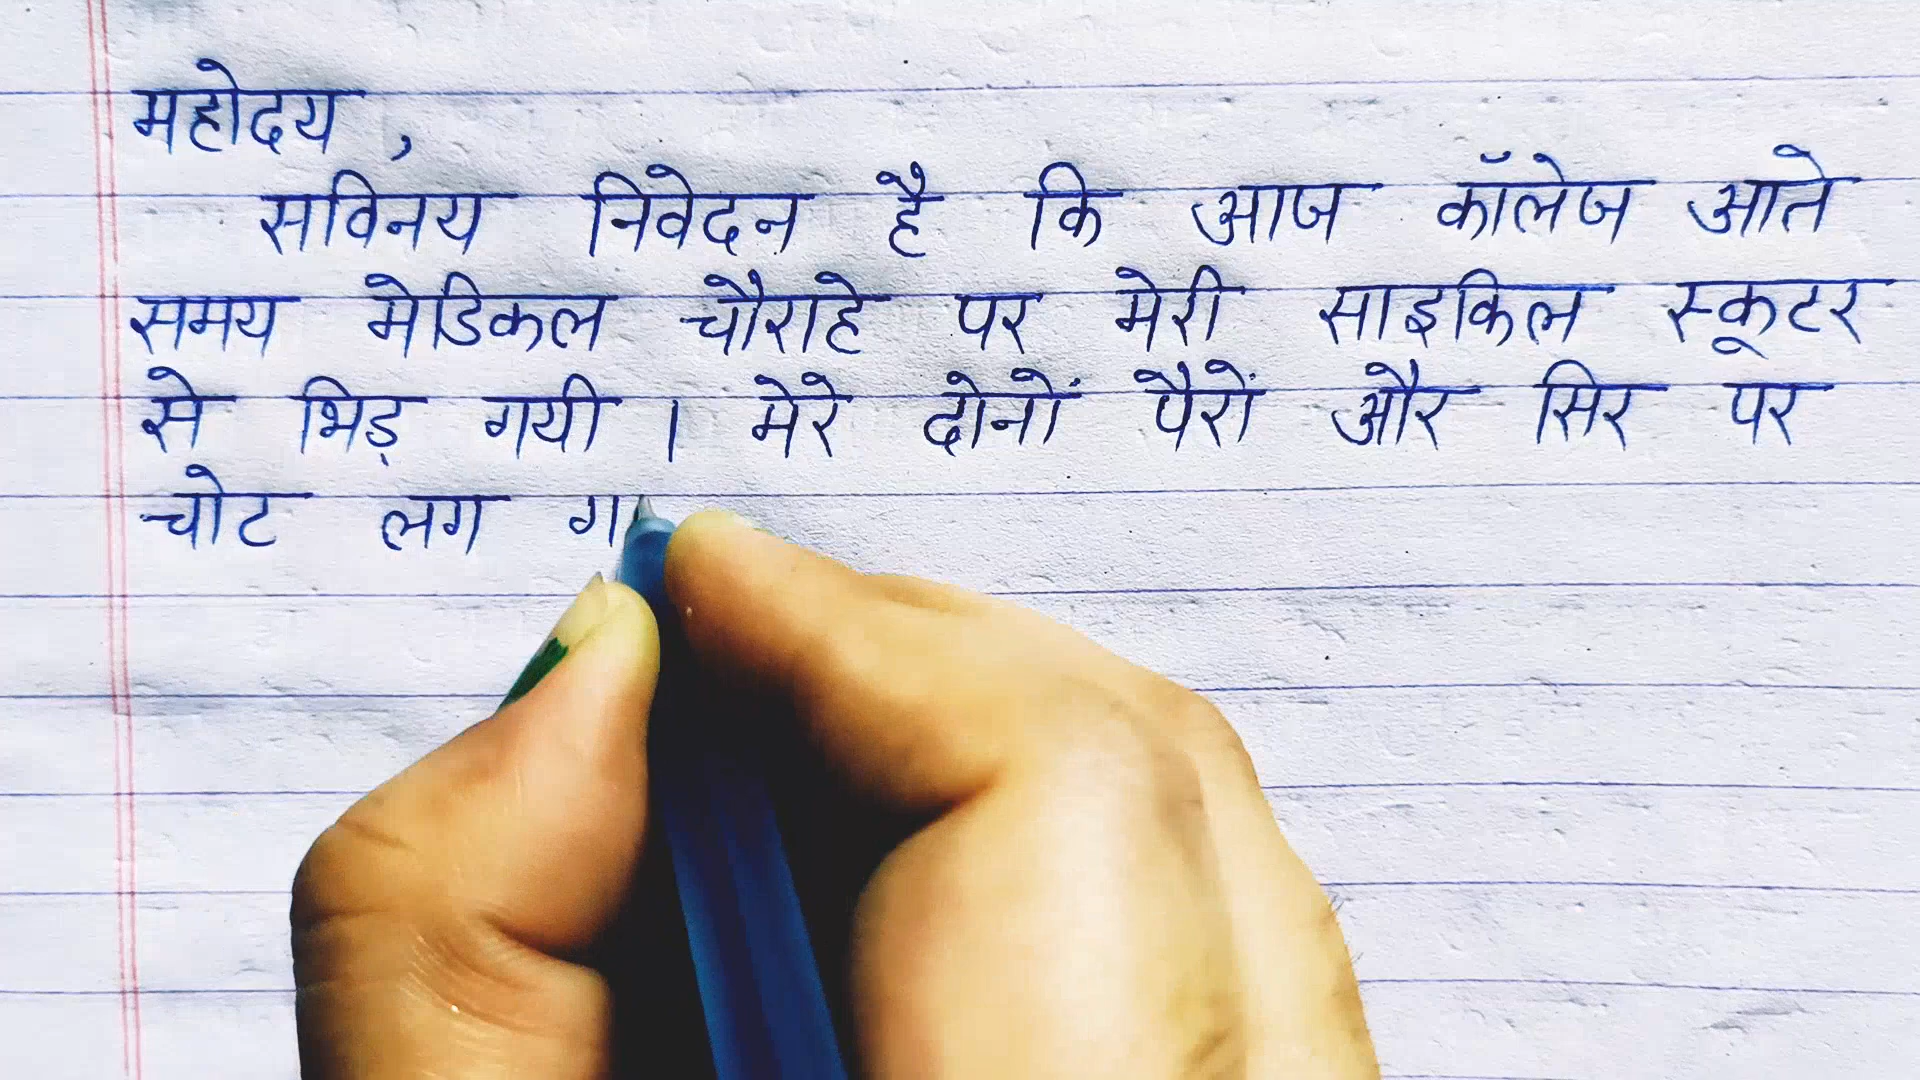 महोदय ,
सविनय निवेदन है कि आज कॉलेज आते
समय मेडिकल चौराहे पर मेरी साइकिल स्कूटर
से भिड़ गयी । मेरे दोनों पैरों और सिर पर
चोट लग ग